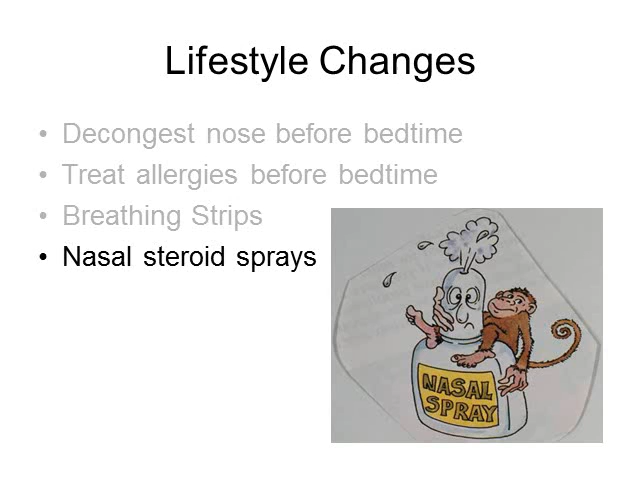 Lifestyle Changes
• Decongest nose before bedtime
• Treat allergies before bedtime
• Breathing Strips
• Nasal steroid sprays
NASAL
SPRAY